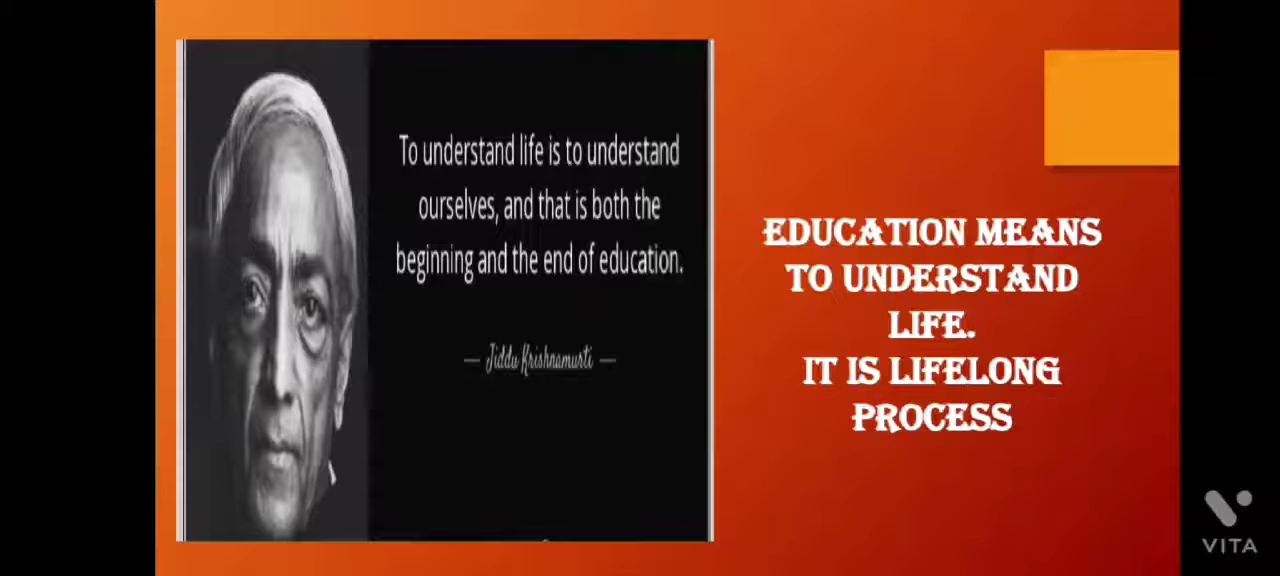 To understand life is to understand
ourselves, and that is both the
beginning and the end of education.
— Jiddu Krishnamurti —
EDUCATION MEANS
TO UNDERSTAND
LIFE.
IT IS LIFELONG
PROCESS
VITA